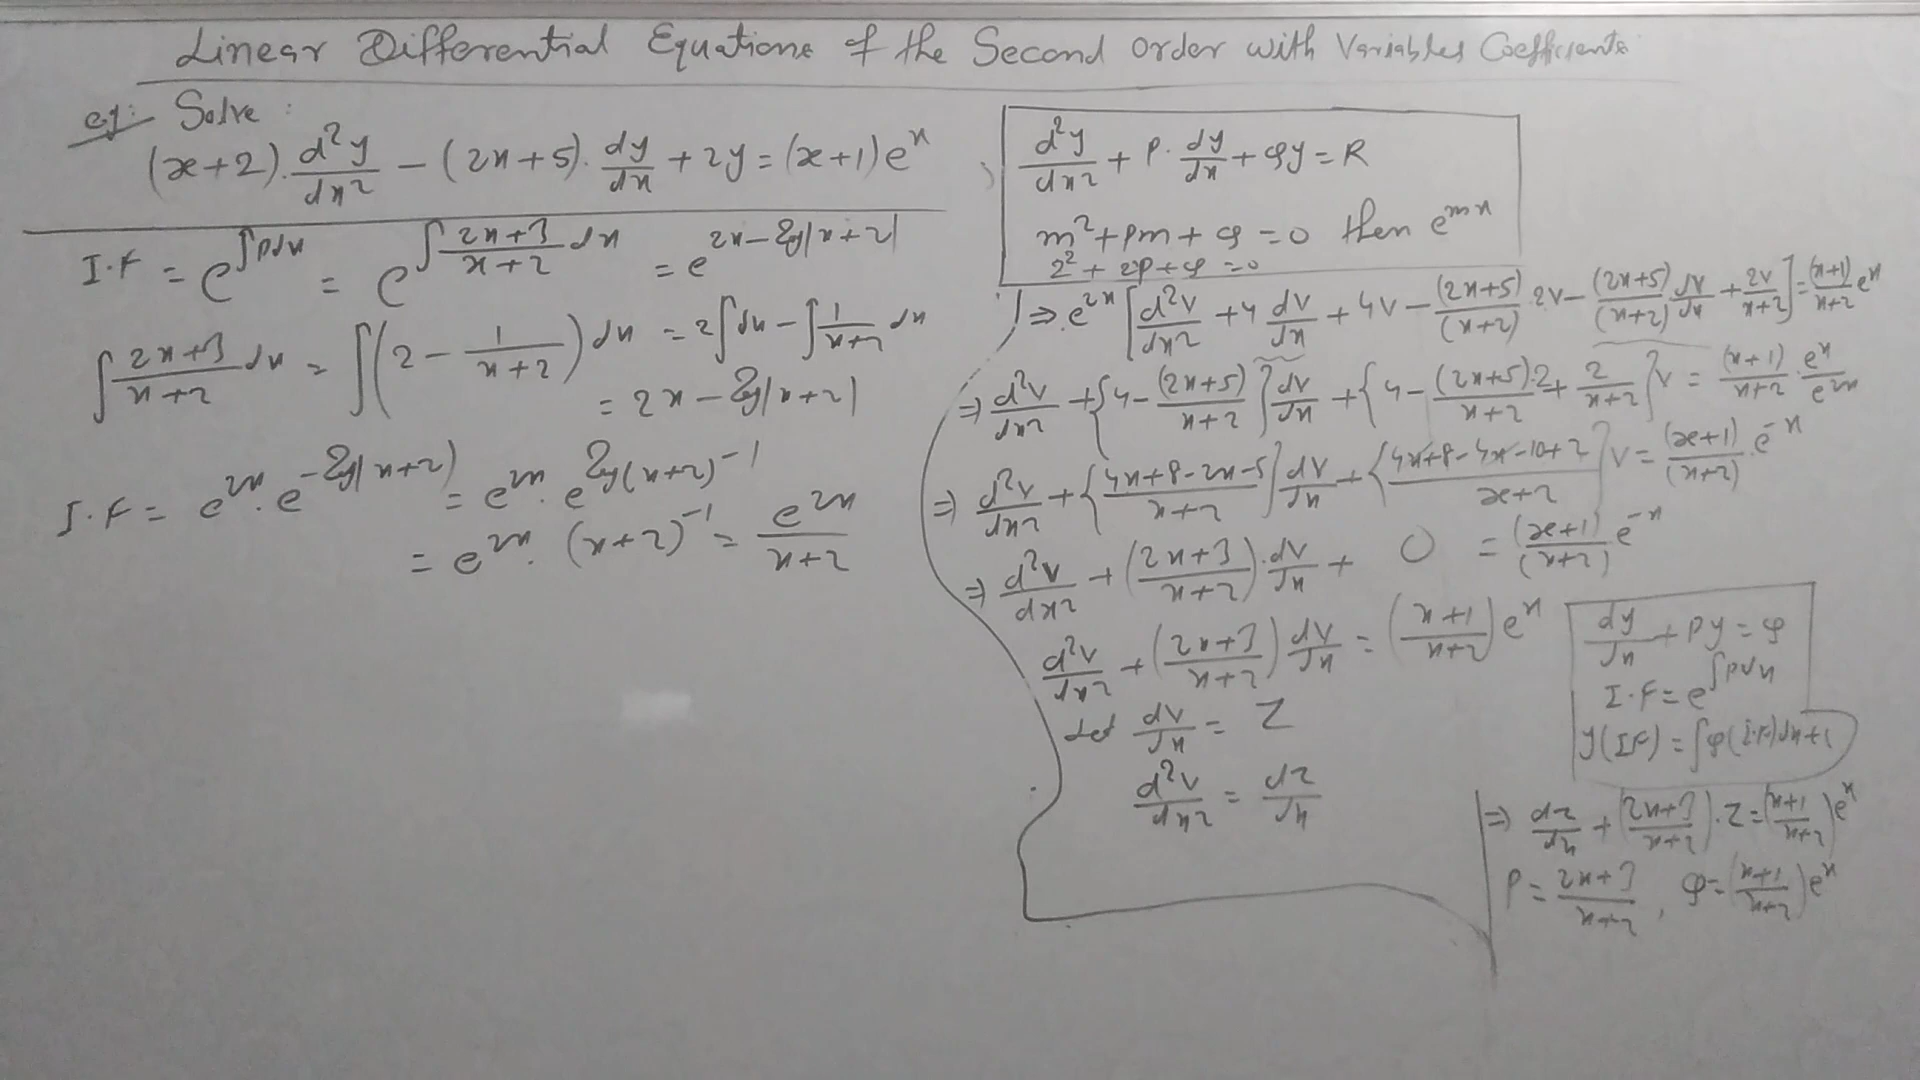 Linear Differential Equations of the Second Order with Variables Coefficients
eg:- Solve:
(x+2).d²y/dx² - (2x+5).dy/dx + 2y = (x+1)e^x
I.F = e^∫Pdx = e^∫(2x+3)/(x+2) dx = e^(2x - log|x+2|)
∫(2x+3)/(x+2) dx = ∫(2 - 1/(x+2)) dx = 2∫dx - ∫1/(x+2) dx
= 2x - log|x+2|
I.F = e^2x . e^(-log(x+2)) = e^2x . e^(log(x+2)^-1)
= e^2x . (x+2)^-1 = e^2x/(x+2)
d²y/dx² + P.dy/dx + Qy = R
m² + Pm + Q = 0 then e^mx
2² + 2P + Q = 0
⇒ e^2x [d²v/dx² + 4 dv/dx + 4v - (2x+5)/(x+2) .2v - (2x+5)/(x+2) dv/dx + 2v/(x+2)] = (x+1)/(x+2) e^x
⇒ d²v/dx² + {4 - (2x+5)/(x+2)} dv/dx + {4 - (2x+5).2/(x+2) + 2/(x+2)} v = (x+1)/(x+2) . e^x/e^2x
⇒ d²v/dx² + {(4x+8-2x-5)/(x+2)} dv/dx + {(4x+8-4x-10+2)/(x+2)} v = (x+1)/(x+2) . e^-x
⇒ d²v/dx² + ((2x+3)/(x+2)) . dv/dx + 0 = (x+1)/(x+2) e^-x
d²v/dx² + ((2x+3)/(x+2)) dv/dx = ((x+1)/(x+2)) e^x
Let dv/dx = Z
d²v/dx² = dz/dx
dy/dx + Py = Q
I.F = e^∫Pdx
y(IF) = ∫Q(I.F)dx + c
⇒ dz/dx + ((2x+3)/(x+2)) . Z = ((x+1)/(x+2)) e^x
P = (2x+3)/(x+2) , Q = ((x+1)/(x+2)) e^x